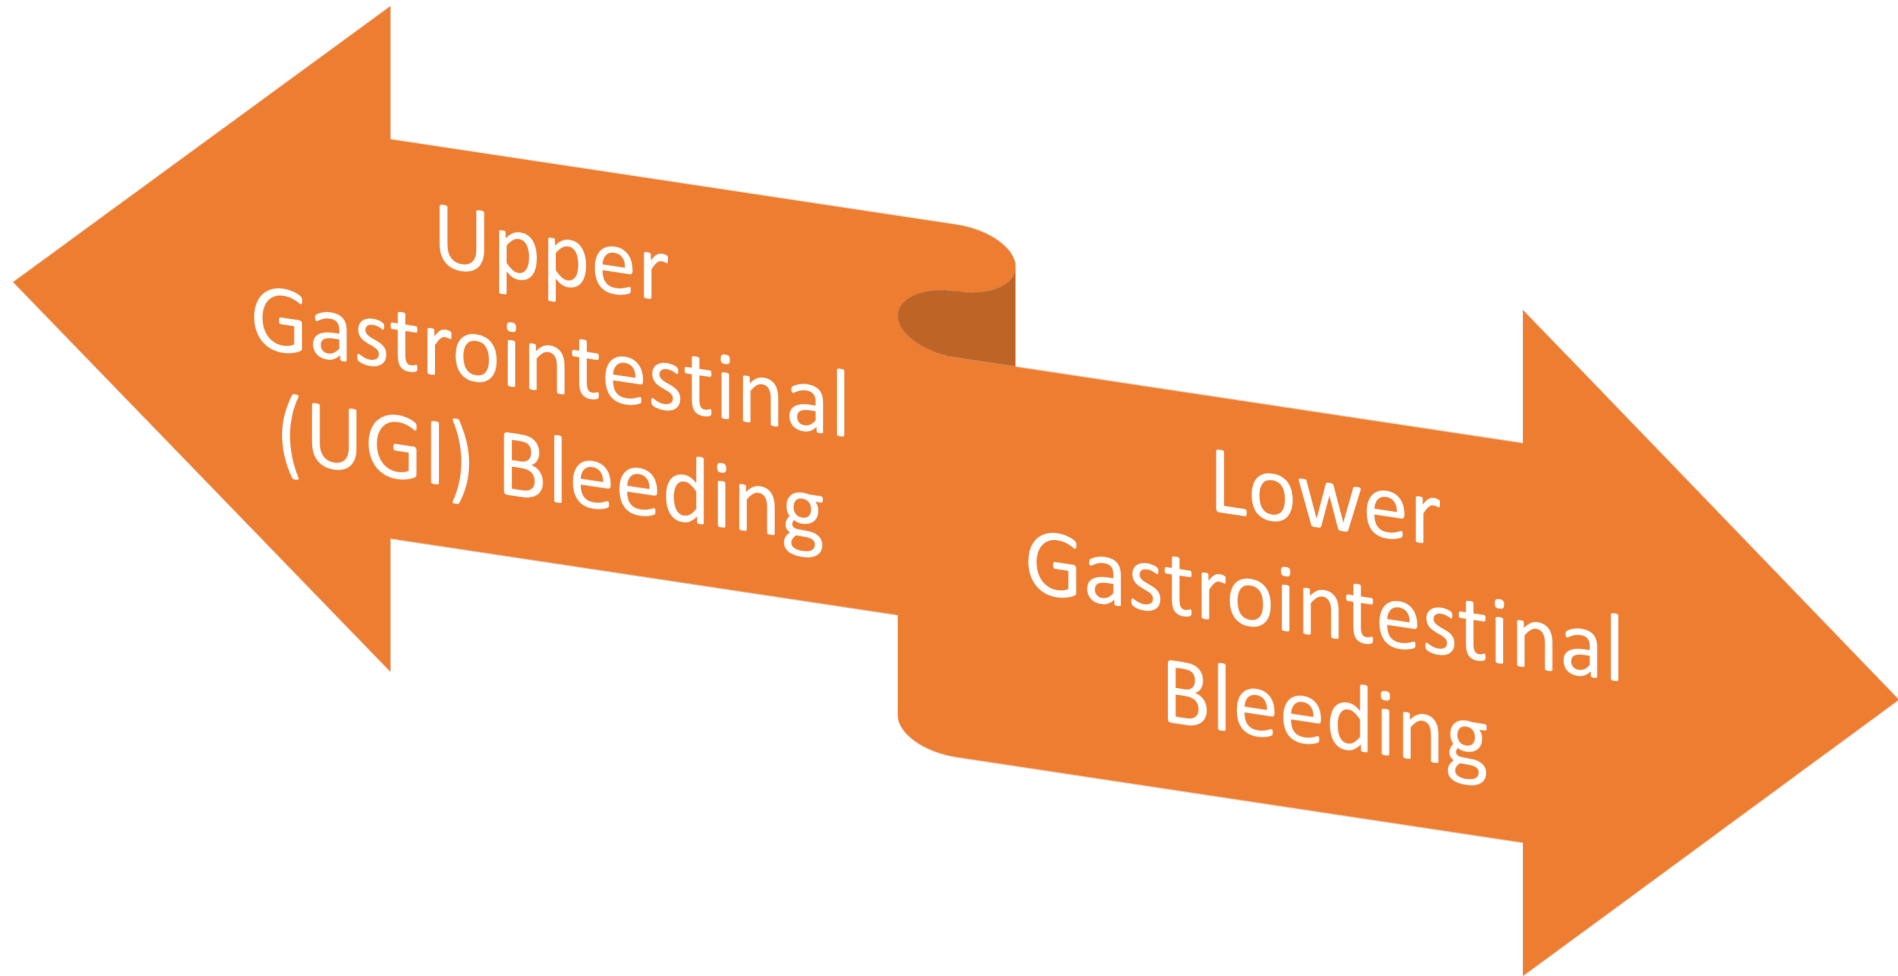 Upper
Gastrointestinal
(UGI) Bleeding
Lower
Gastrointestinal
Bleeding